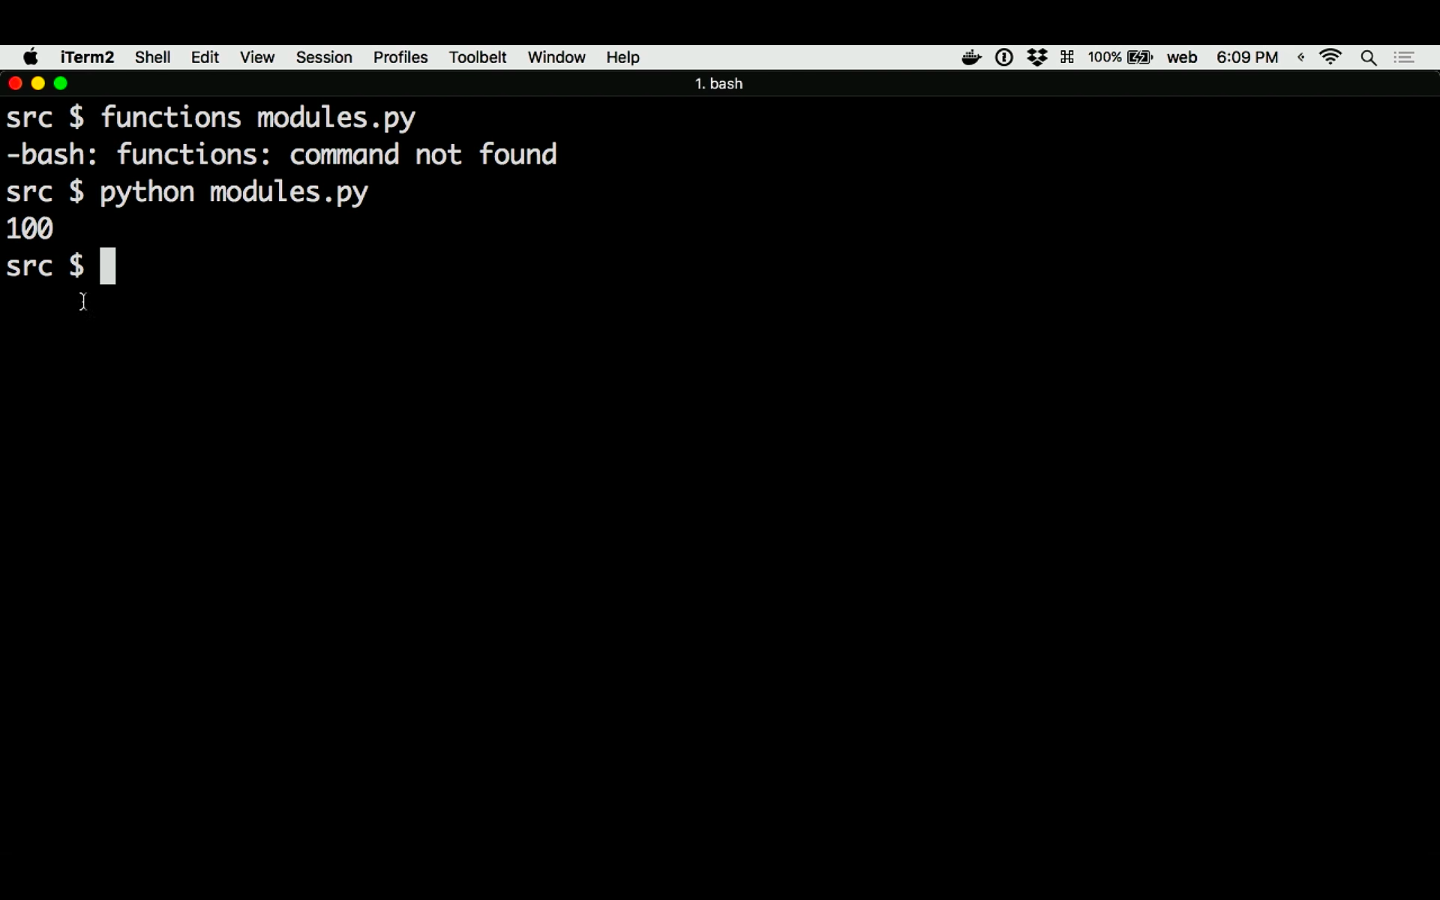 iTerm2 Shell Edit View Session Profiles Toolbelt Window Help 100% web 6:09 PM
1. bash
src $ functions modules.py
-bash: functions: command not found
src $ python modules.py
100
src $